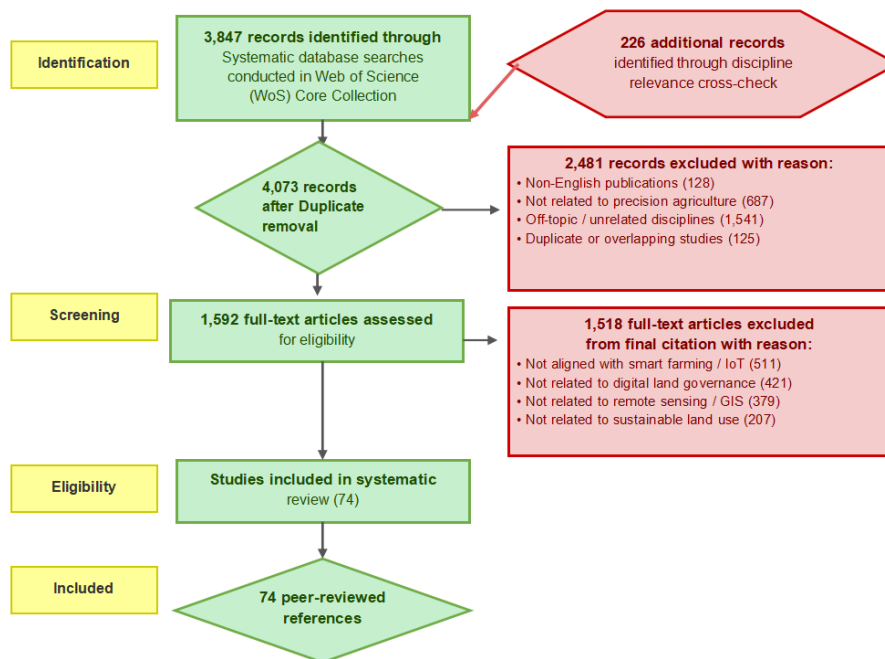 Identification
3,847 records identified through
Systematic database searches
conducted in Web of Science
(WoS) Core Collection
226 additional records
identified through discipline
relevance cross-check
4,073 records
after Duplicate
removal
2,481 records excluded with reason:
• Non-English publications (128)
• Not related to precision agriculture (687)
• Off-topic / unrelated disciplines (1,541)
• Duplicate or overlapping studies (125)
Screening
1,592 full-text articles assessed
for eligibility
1,518 full-text articles excluded
from final citation with reason:
• Not aligned with smart farming / IoT (511)
• Not related to digital land governance (421)
• Not related to remote sensing / GIS (379)
• Not related to sustainable land use (207)
Eligibility
Studies included in systematic
review (74)
Included
74 peer-reviewed
references